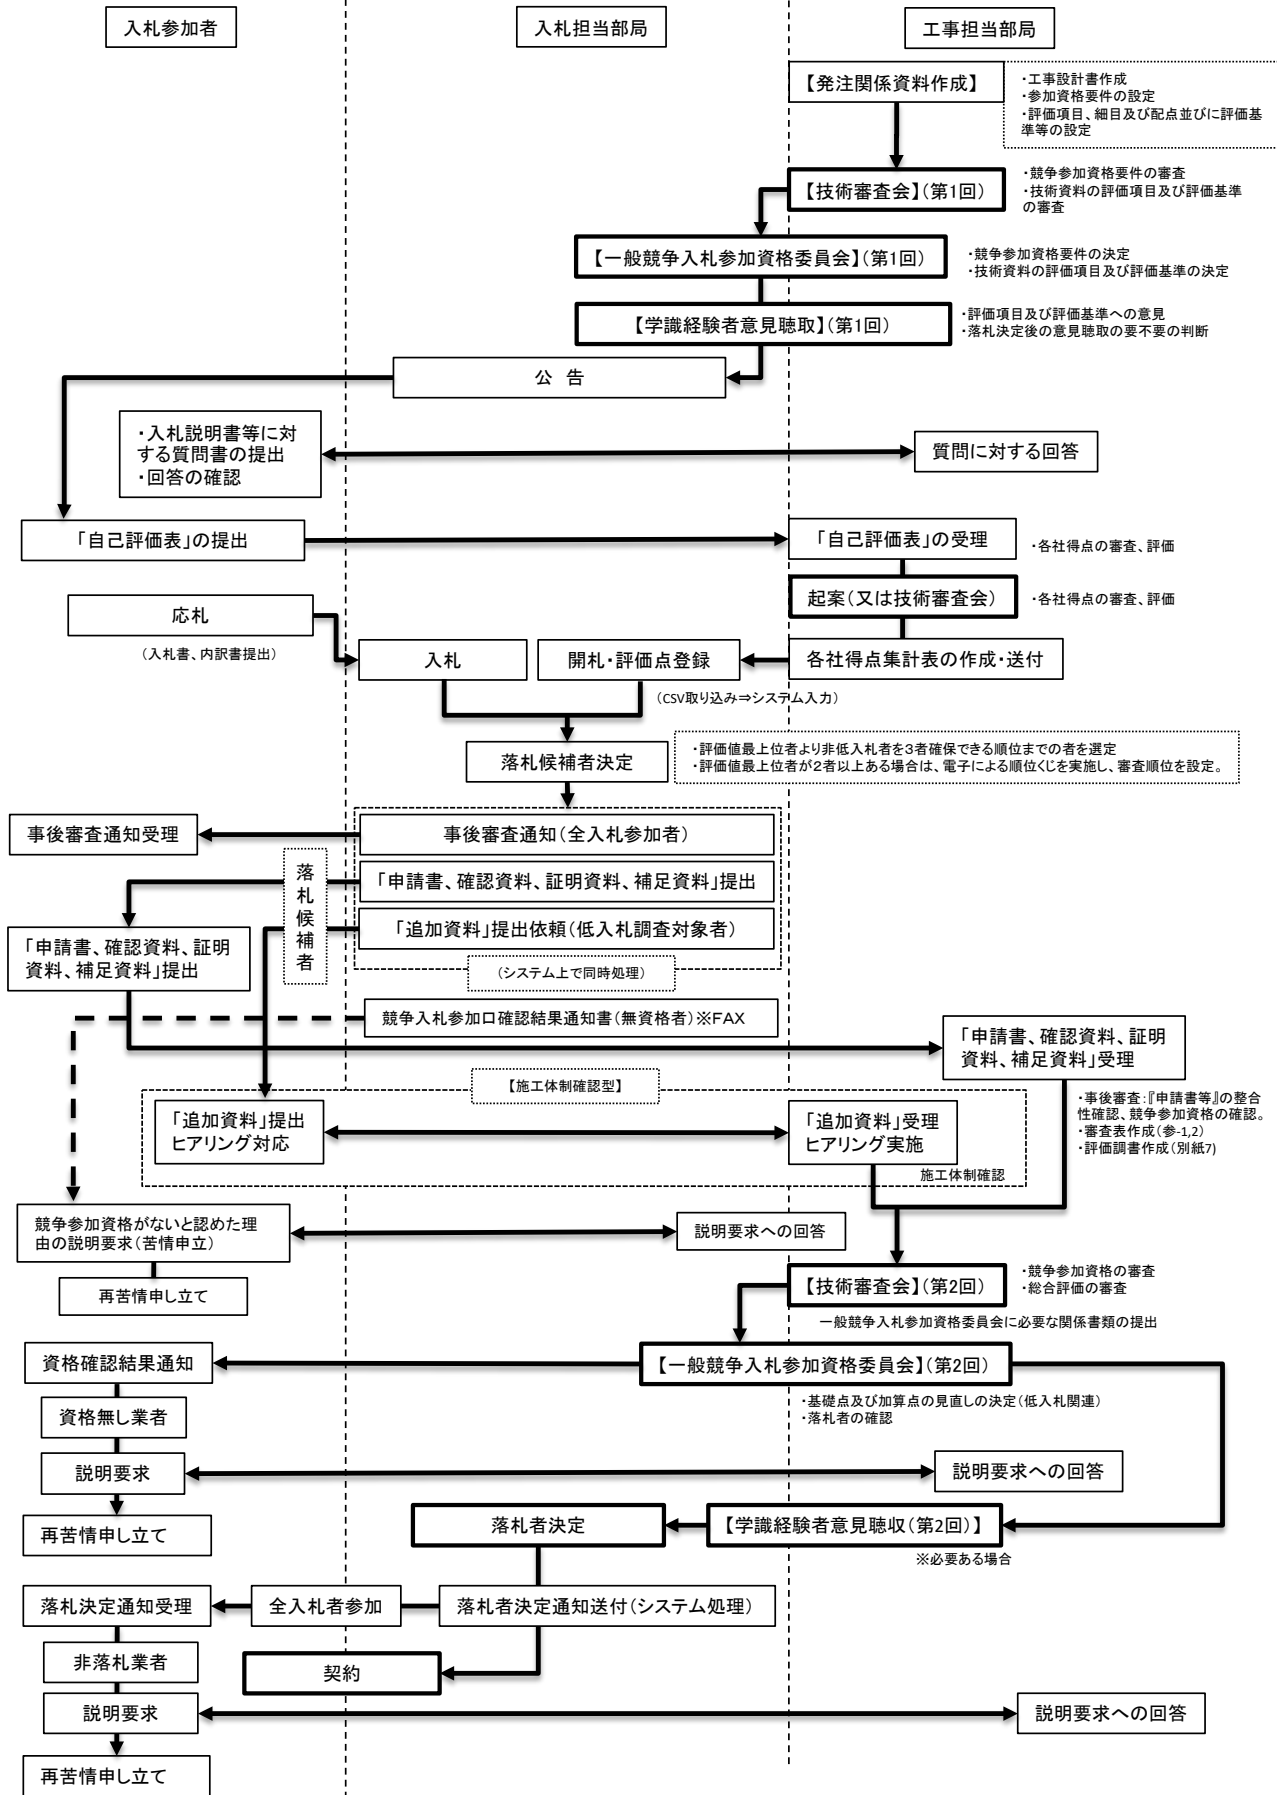 入札参加者
入札担当部局
工事担当部局
【発注関係資料作成】
・工事設計書作成
・参加資格要件の設定
・評価項目、細目及び配点並びに評価基
準等の設定
【技術審査会】(第1回)
・競争参加資格要件の審査
・技術資料の評価項目及び評価基準
の審査
【一般競争入札参加資格委員会】(第1回)
・競争参加資格要件の決定
・技術資料の評価項目及び評価基準の決定
【学識経験者意見聴取】(第1回)
・評価項目及び評価基準への意見
・落札決定後の意見聴取の要不要の判断
公 告
・入札説明書等に対
する質問書の提出
・回答の確認
質問に対する回答
「自己評価表」の提出
「自己評価表」の受理
・各社得点の審査、評価
起案(又は技術審査会)
・各社得点の審査、評価
応札
(入札書、内訳書提出)
入札
開札・評価点登録
各社得点集計表の作成・送付
(CSV取り込み⇒システム入力)
落札候補者決定
・評価値最上位者より非低入札者を3者確保できる順位までの者を選定
・評価値最上位者が2者以上ある場合は、電子による順位くじを実施し、審査順位を設定。
事後審査通知受理
事後審査通知(全入札参加者)
落札候補者
「申請書、確認資料、証明資料、補足資料」提出
「追加資料」提出依頼(低入札調査対象者)
「申請書、確認資料、証明
資料、補足資料」提出
(システム上で同時処理)
競争入札参加口確認結果通知書(無資格者)※FAX
「申請書、確認資料、証明
資料、補足資料」受理
【施工体制確認型】
「追加資料」提出
ヒアリング対応
「追加資料」受理
ヒアリング実施
施工体制確認
・事後審査:『申請書等』の整合
性確認、競争参加資格の確認。
・審査表作成(参-1,2)
・評価調書作成(別紙7)
競争参加資格がないと認めた理
由の説明要求(苦情申立)
説明要求への回答
再苦情申し立て
【技術審査会】(第2回)
・競争参加資格の審査
・総合評価の審査
一般競争入札参加資格委員会に必要な関係書類の提出
資格確認結果通知
【一般競争入札参加資格委員会】(第2回)
・基礎点及び加算点の見直しの決定(低入札関連)
・落札者の確認
資格無し業者
説明要求
説明要求への回答
再苦情申し立て
落札者決定
【学識経験者意見聴収(第2回)】
※必要ある場合
落札決定通知受理
全入札者参加
落札者決定通知送付(システム処理)
非落札業者
契約
説明要求
説明要求への回答
再苦情申し立て